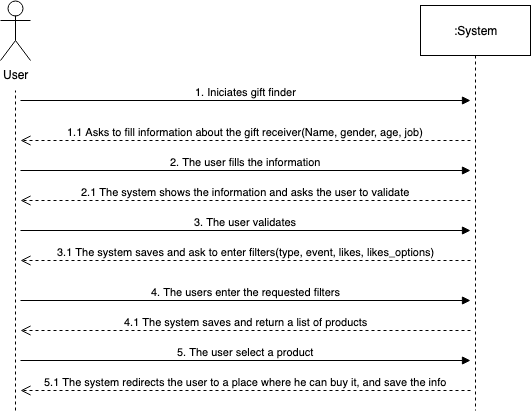 User
:System
1. Iniciates gift finder
1.1 Asks to fill information about the gift receiver(Name, gender, age, job)
2. The user fills the information
2.1 The system shows the information and asks the user to validate
3. The user validates
3.1 The system saves and ask to enter filters(type, event, likes, likes_options)
4. The users enter the requested filters
4.1 The system saves and return a list of products
5. The user select a product
5.1 The system redirects the user to a place where he can buy it, and save the info